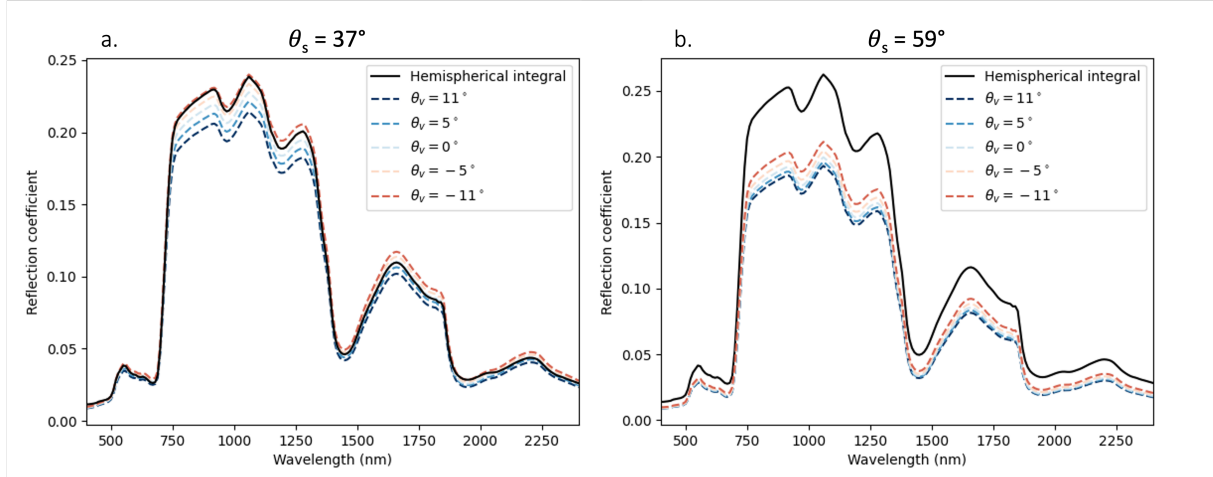 a.
θs = 37°
0.25
0.20
0.15
0.10
0.05
0.00
Reflection coefficient
500
750
1000
1250
1500
1750
2000
2250
Wavelength (nm)
Hemispherical integral
θv = 11°
θv = 5°
θv = 0°
θv = −5°
θv = −11°
b.
θs = 59°
0.25
0.20
0.15
0.10
0.05
0.00
Reflection coefficient
500
750
1000
1250
1500
1750
2000
2250
Wavelength (nm)
Hemispherical integral
θv = 11°
θv = 5°
θv = 0°
θv = −5°
θv = −11°